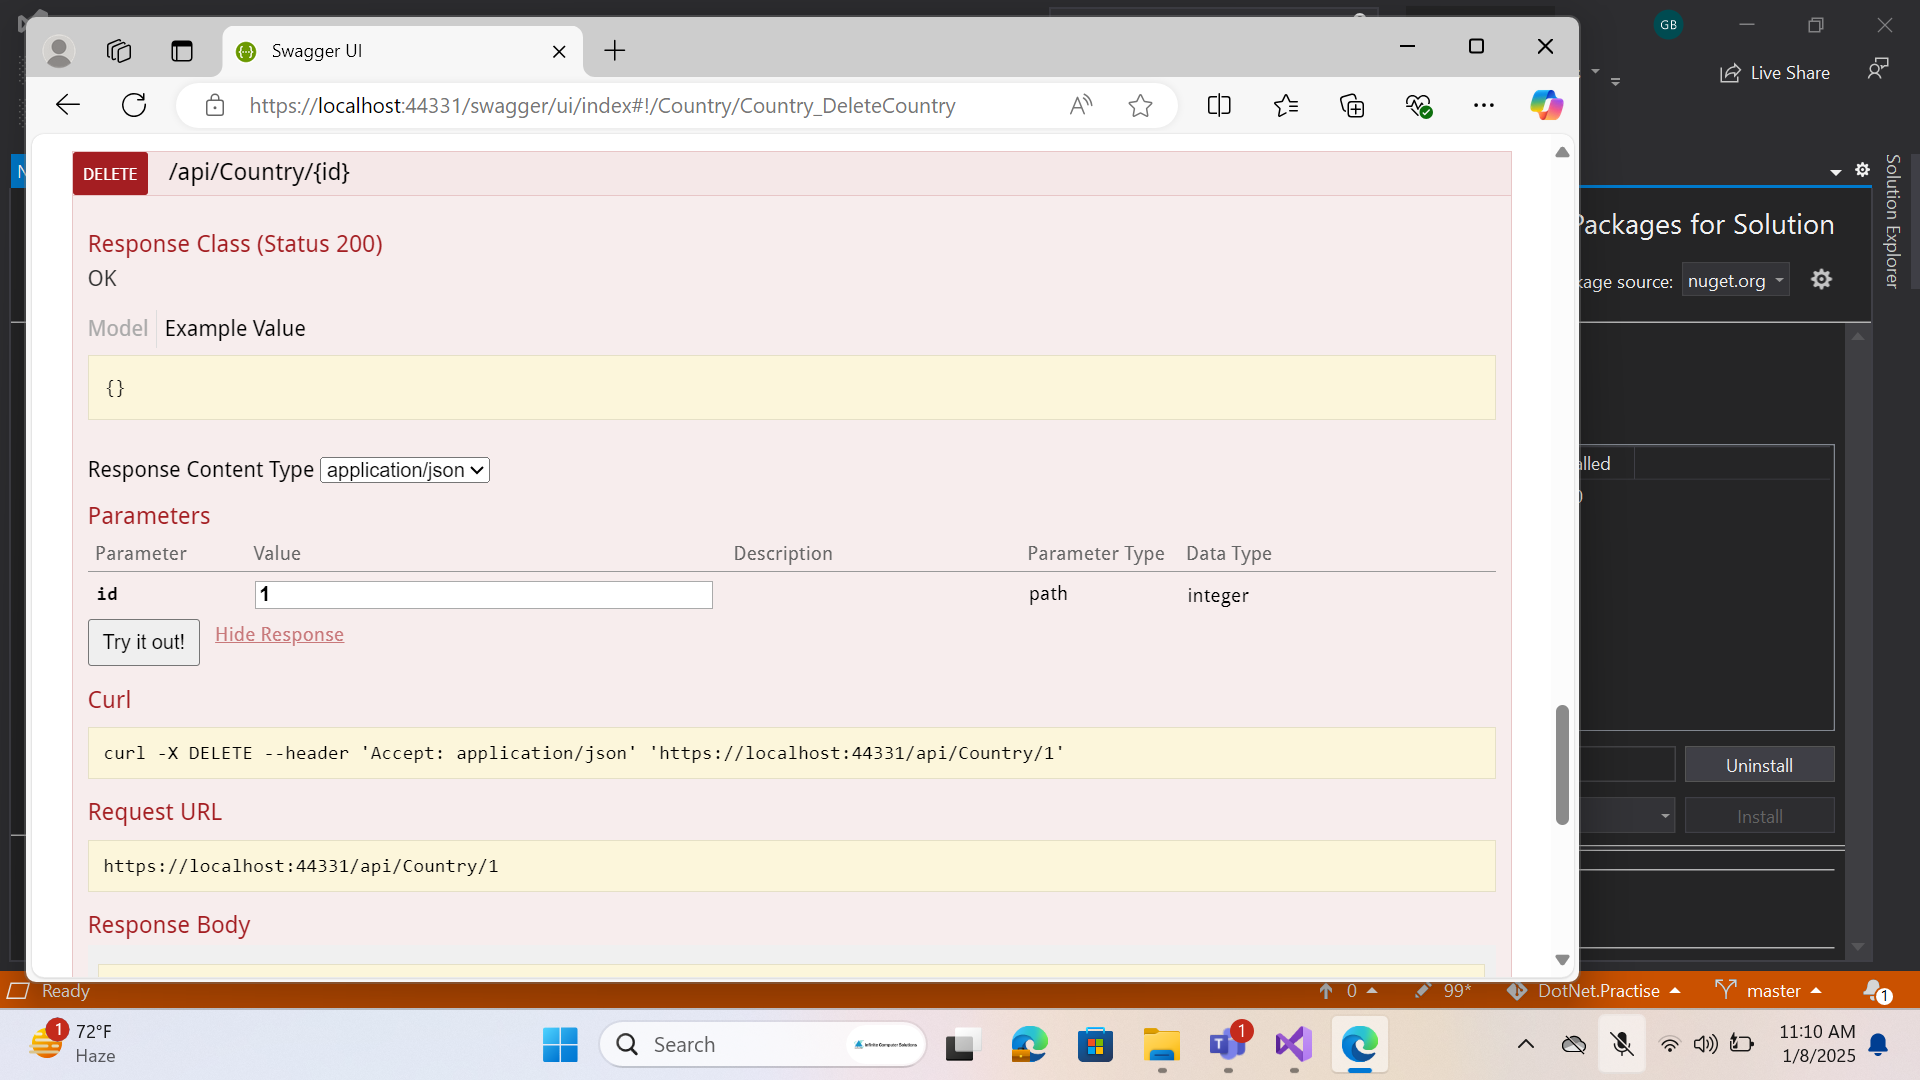 GB
Swagger UI
Live Share
https://localhost:44331/swagger/ui/index#!/Country/Country_DeleteCountry
DELETE /api/Country/{id}
Response Class (Status 200)
OK
Model Example Value
{}
Response Content Type application/json
Parameters
Parameter Value Description Parameter Type Data Type
id 1 path integer
Try it out! Hide Response
Curl
curl -X DELETE --header 'Accept: application/json' 'https://localhost:44331/api/Country/1'
Request URL
https://localhost:44331/api/Country/1
Response Body
Solution Explorer
Packages for Solution
kage source: nuget.org
alled
Uninstall
Install
Ready 0 99* DotNet.Practise master 1
1 72°F
Haze
Search
Infinite Computer Solutions
1
11:10 AM
1/8/2025